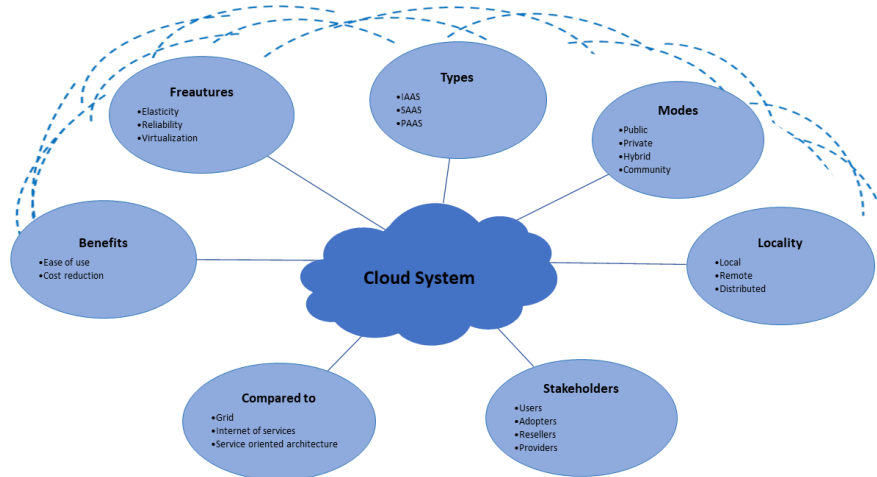 Freautures
•Elasticity
•Reliability
•Virtualization
Types
•IAAS
•SAAS
•PAAS
Modes
•Public
•Private
•Hybrid
•Community
Benefits
•Ease of use
•Cost reduction
Cloud System
Locality
•Local
•Remote
•Distributed
Compared to
•Grid
•Internet of services
•Service oriented architecture
Stakeholders
•Users
•Adopters
•Resellers
•Providers